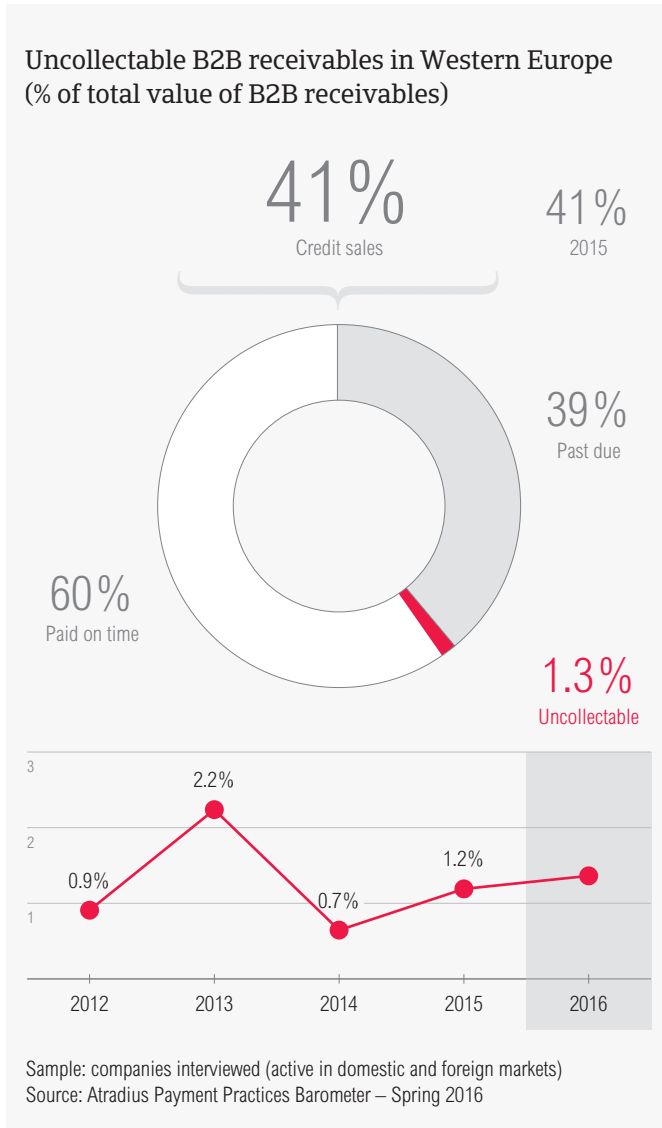 Uncollectable B2B receivables in Western Europe
(% of total value of B2B receivables)
41%
Credit sales
41%
2015
39%
Past due
60%
Paid on time
1.3%
Uncollectable
3
2.2%
2
1.2%
0.9%
0.7%
1
2012
2013
2014
2015
2016
Sample: companies interviewed (active in domestic and foreign markets)
Source: Atradius Payment Practices Barometer – Spring 2016